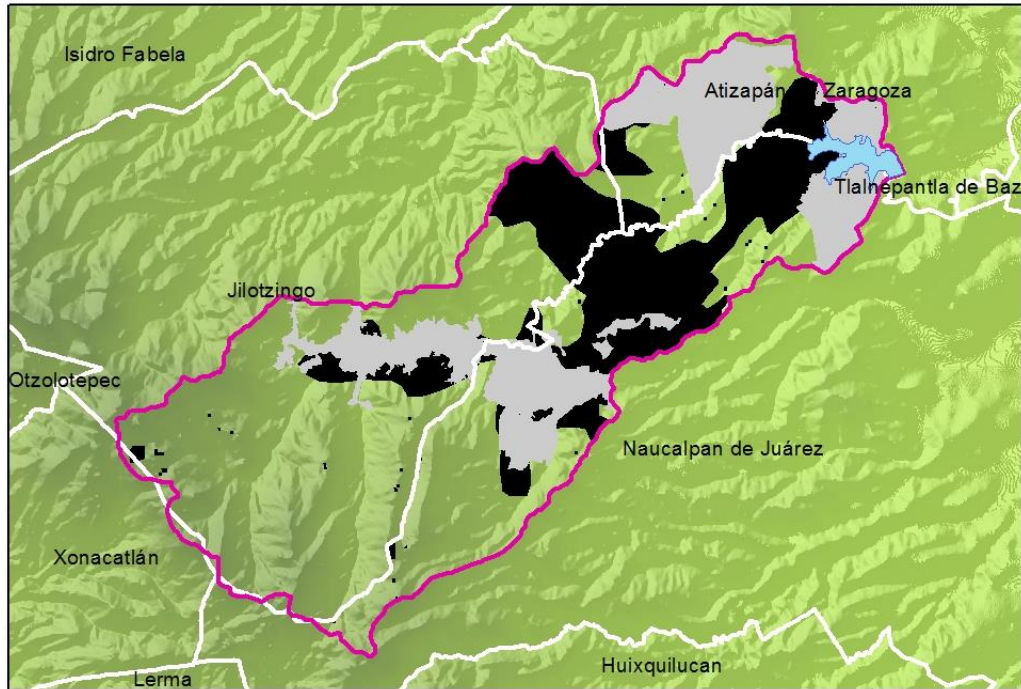 Isidro Fabela
Atizapán Zaragoza
Tlalnepantla de Baz
Jilotzingo
Otzolotepec
Naucalpan de Juárez
Xonacatlán
Huixquilucan
Lerma